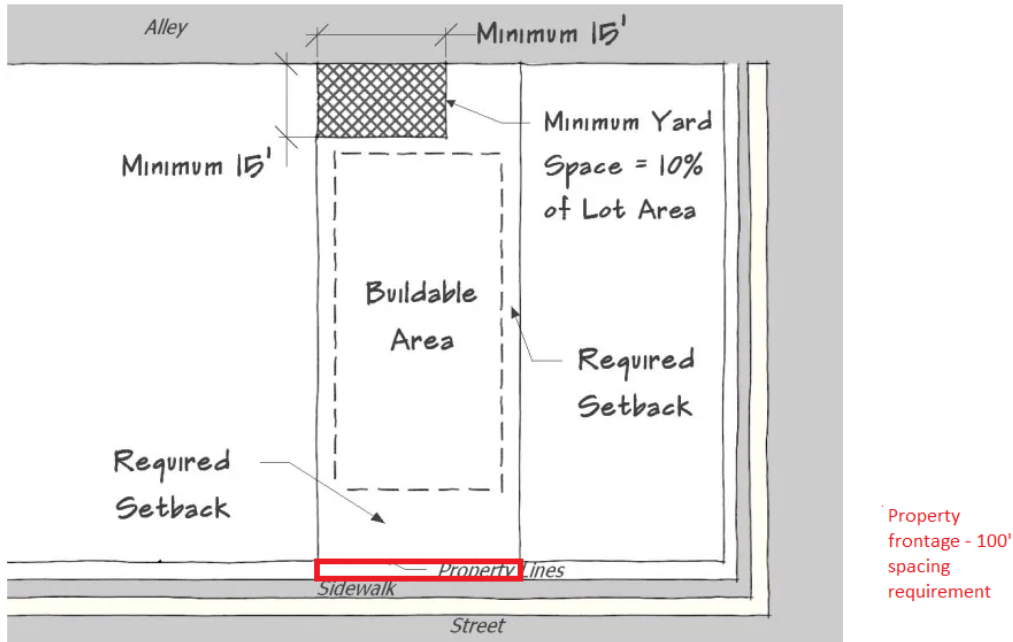 Alley
Minimum 15'
Minimum 15'
Minimum Yard
Space = 10%
of Lot Area
Buildable
Area
Required
Setback
Required
Setback
Property
frontage - 100'
spacing
requirement
Property Lines
Sidewalk
Street